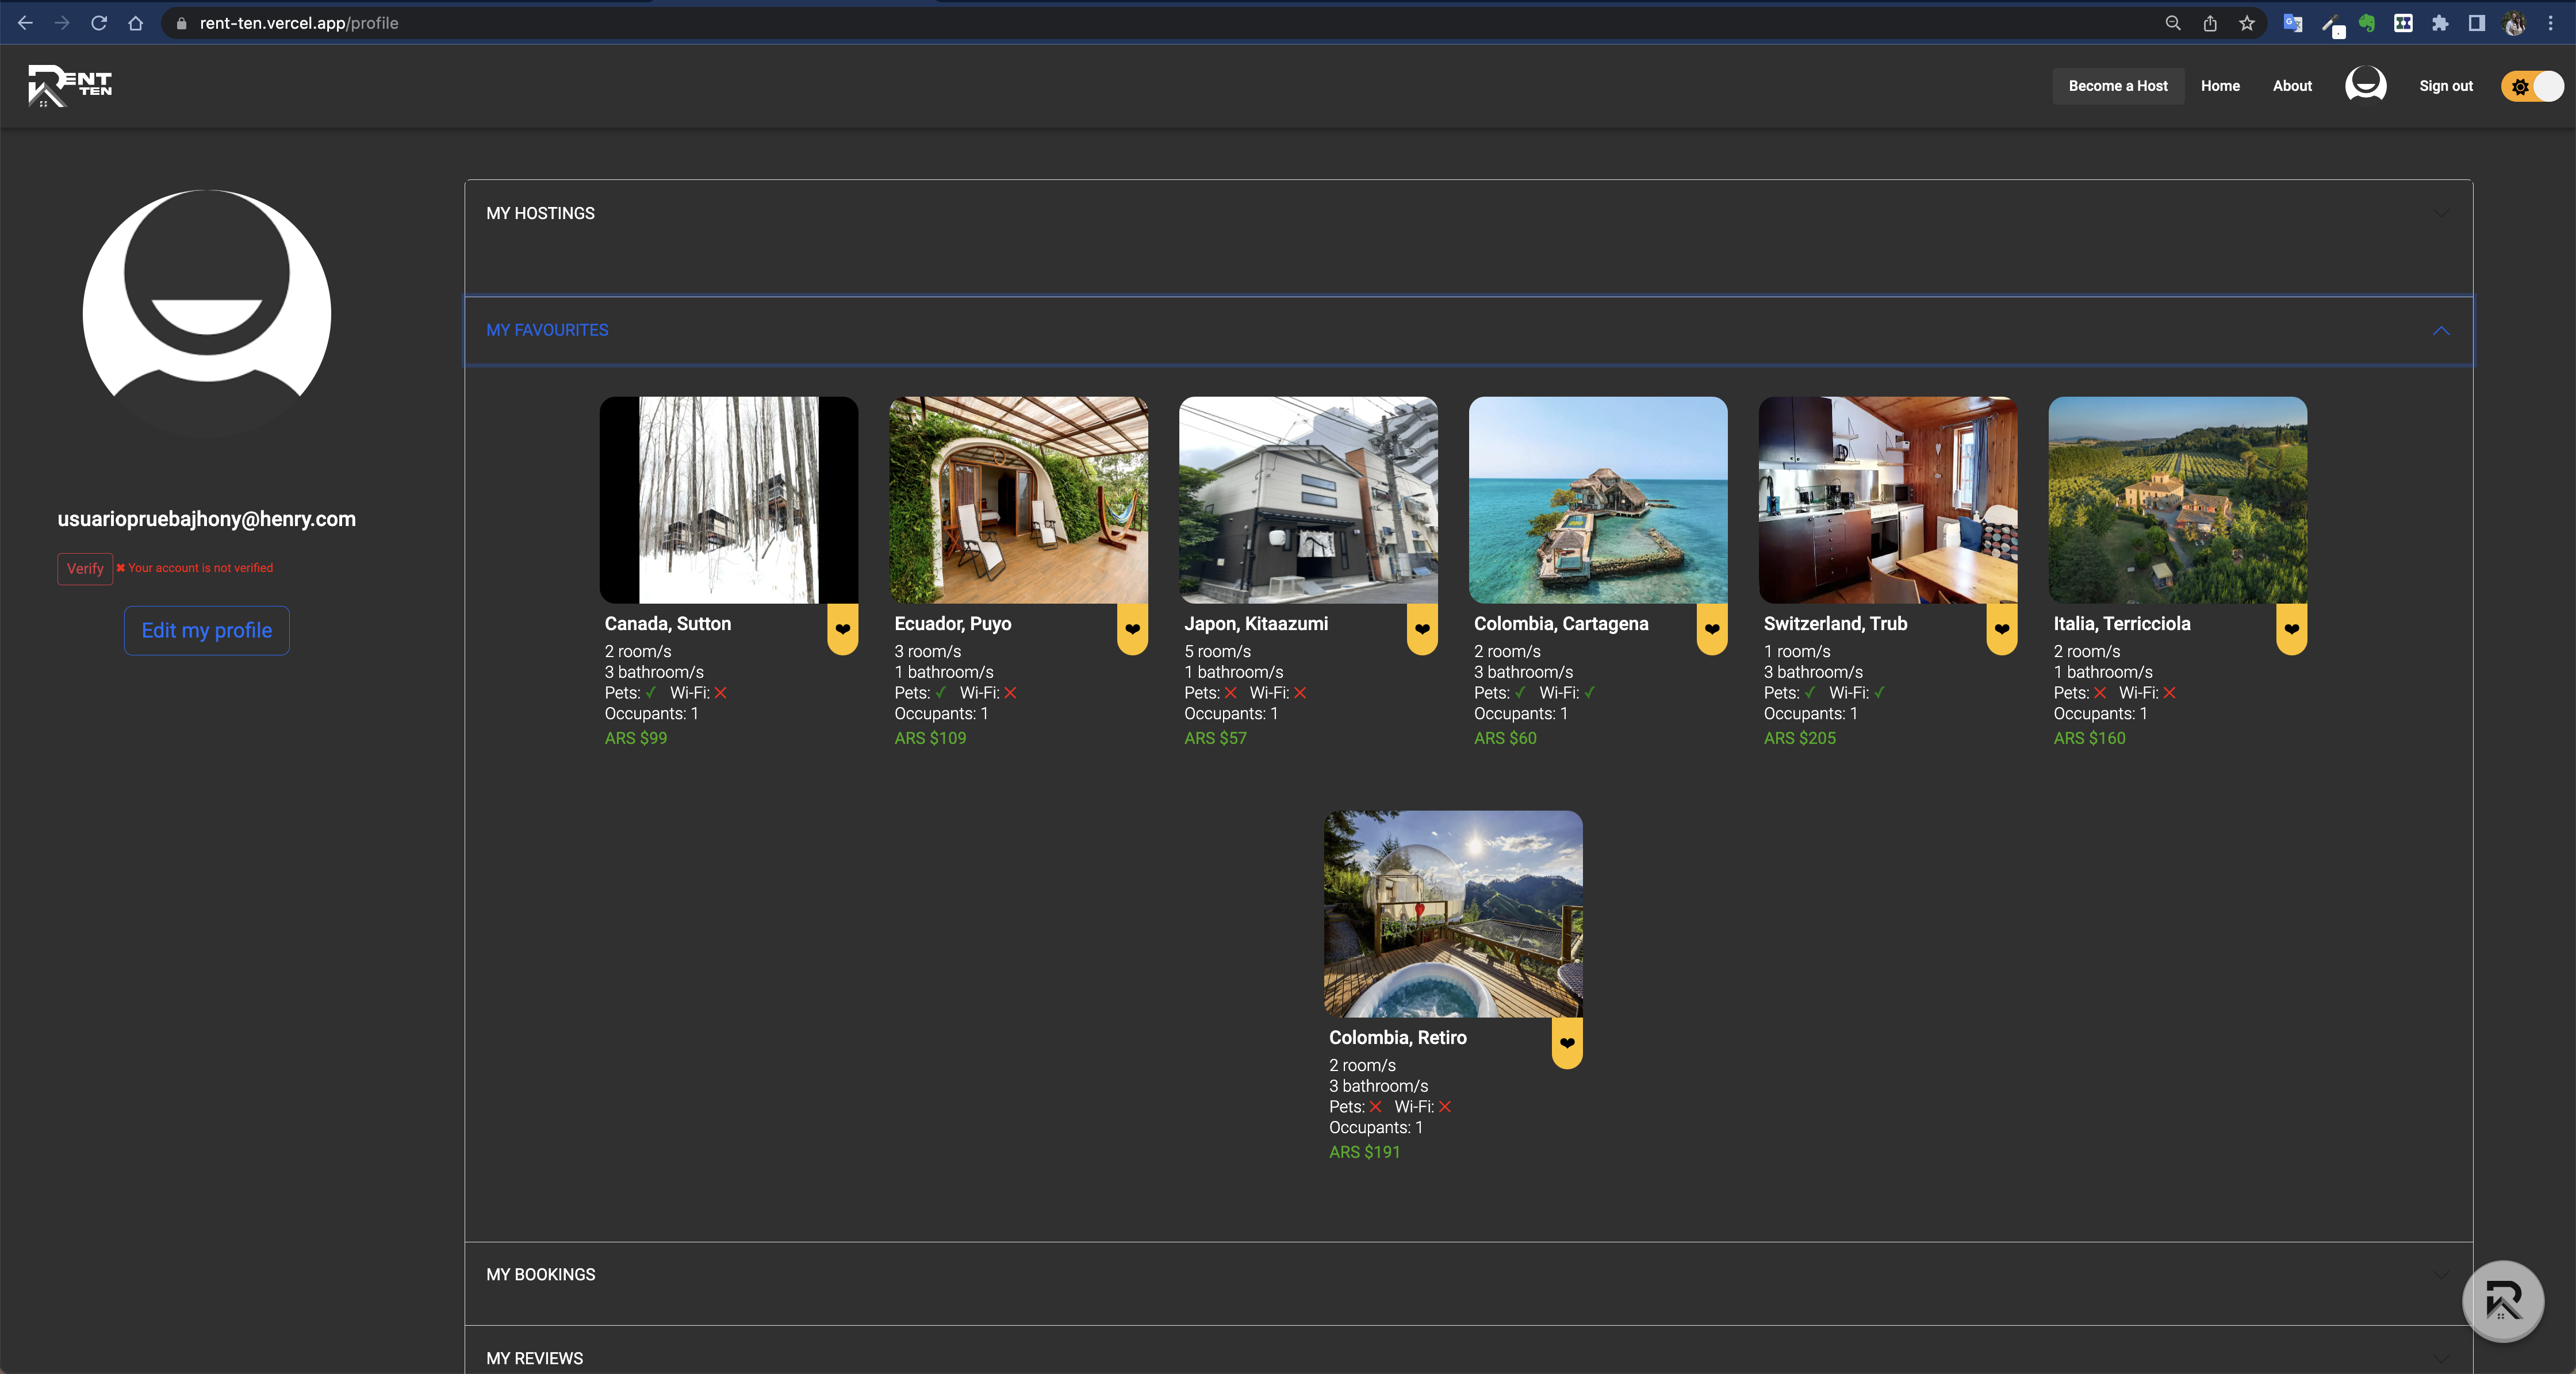 rent-ten.vercel.app/profile
RENT
TEN
Become a Host
Home
About
Sign out
usuariopruebajhony@henry.com
Verify
✖ Your account is not verified
Edit my profile
MY HOSTINGS
MY FAVOURITES
Canada, Sutton
2 room/s
3 bathroom/s
Pets: ✓ Wi-Fi: ✕
Occupants: 1
ARS $99
Ecuador, Puyo
3 room/s
1 bathroom/s
Pets: ✓ Wi-Fi: ✕
Occupants: 1
ARS $109
Japon, Kitaazumi
5 room/s
1 bathroom/s
Pets: ✕ Wi-Fi: ✕
Occupants: 1
ARS $57
Colombia, Cartagena
2 room/s
3 bathroom/s
Pets: ✓ Wi-Fi: ✓
Occupants: 1
ARS $60
Switzerland, Trub
1 room/s
3 bathroom/s
Pets: ✓ Wi-Fi: ✓
Occupants: 1
ARS $205
Italia, Terricciola
2 room/s
1 bathroom/s
Pets: ✕ Wi-Fi: ✕
Occupants: 1
ARS $160
Colombia, Retiro
2 room/s
3 bathroom/s
Pets: ✕ Wi-Fi: ✕
Occupants: 1
ARS $191
MY BOOKINGS
MY REVIEWS